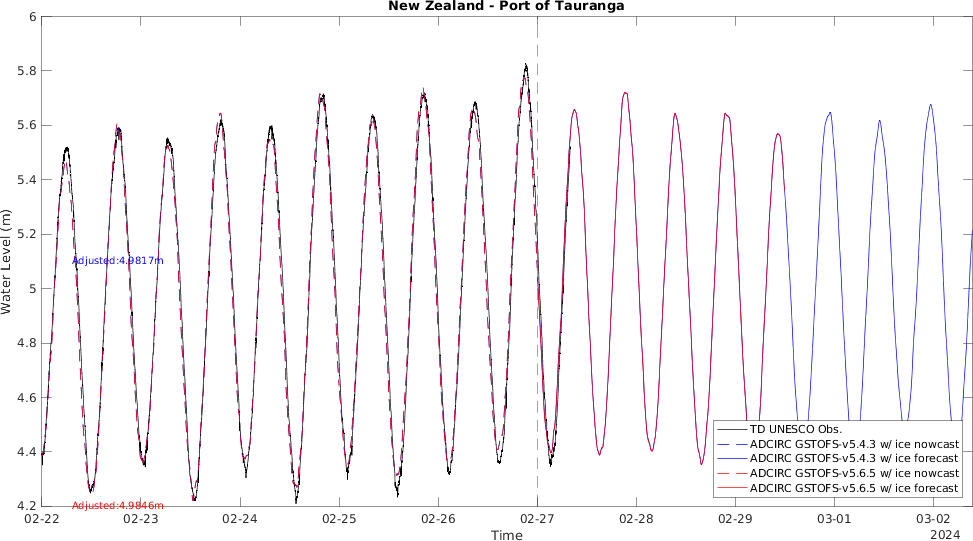 New Zealand - Port of Tauranga
6
5.8
5.6
5.4
5.2
5
4.8
4.6
4.4
4.2
Water Level (m)
Adjusted:4.9817m
Adjusted:4.9846m
TD UNESCO Obs.
ADCIRC GSTOFS-v5.4.3 w/ ice nowcast
ADCIRC GSTOFS-v5.4.3 w/ ice forecast
ADCIRC GSTOFS-v5.6.5 w/ ice nowcast
ADCIRC GSTOFS-v5.6.5 w/ ice forecast
02-22 02-23 02-24 02-25 02-26 02-27 02-28 02-29 03-01 03-02
Time 2024